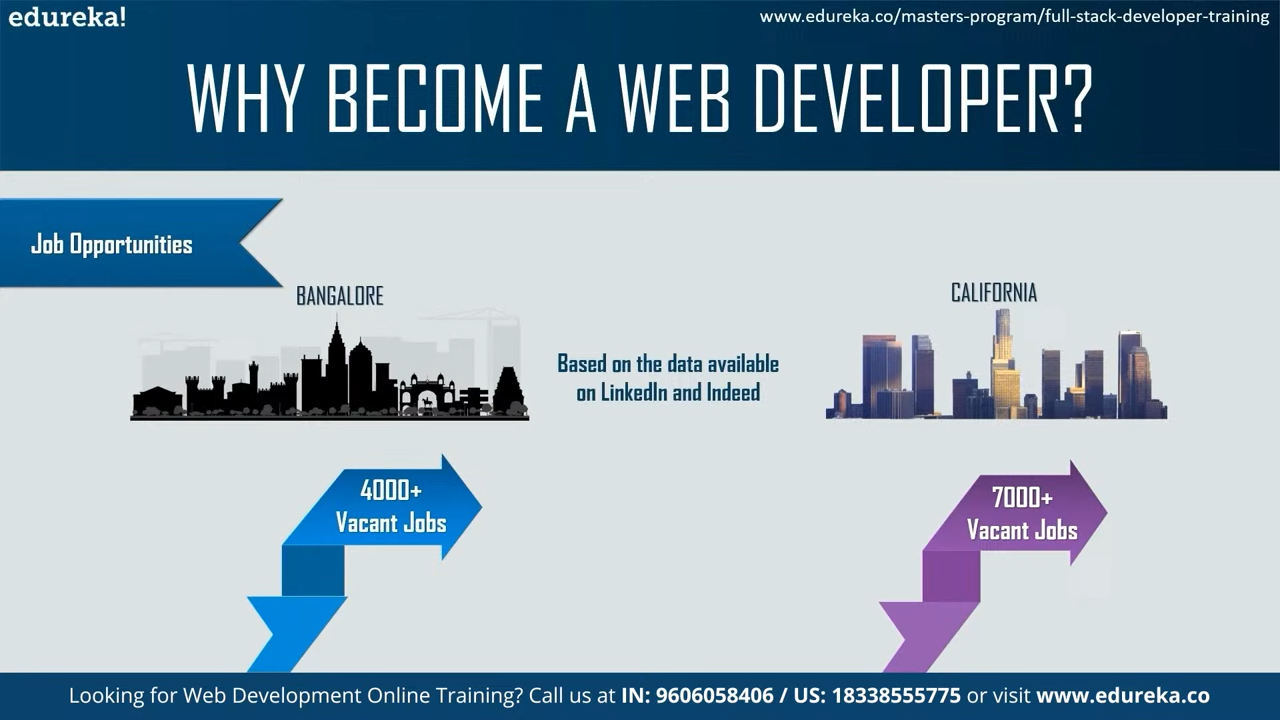 edureka!
www.edureka.co/masters-program/full-stack-developer-training
WHY BECOME A WEB DEVELOPER?
Job Opportunities
BANGALORE
CALIFORNIA
Based on the data available
on LinkedIn and Indeed
4000+
Vacant Jobs
7000+
Vacant Jobs
Looking for Web Development Online Training? Call us at IN: 9606058406 / US: 18338555775 or visit www.edureka.co